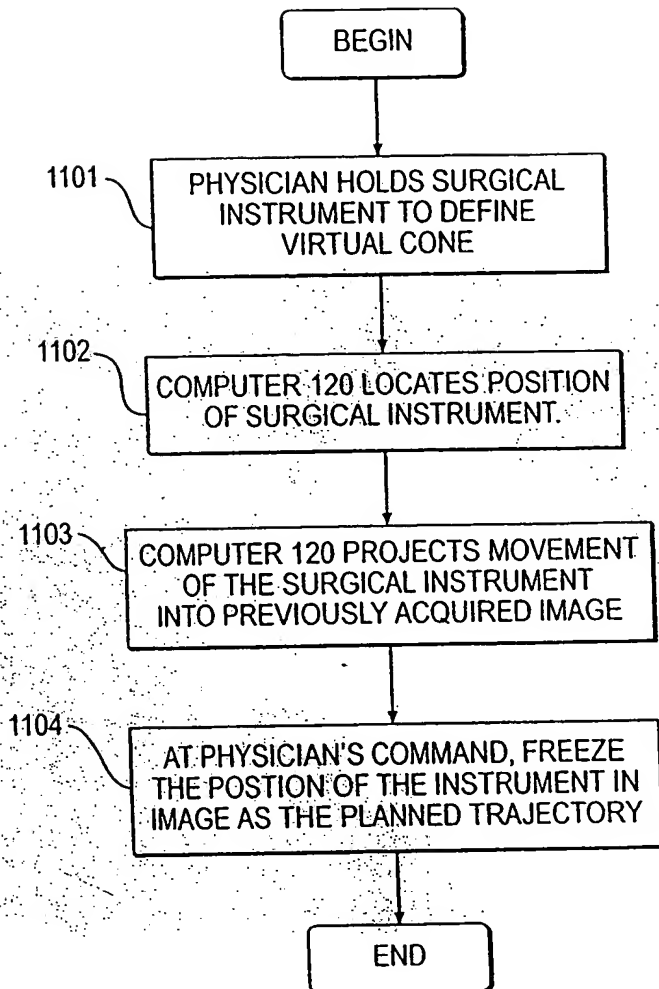 BEGIN
1101
PHYSICIAN HOLDS SURGICAL
INSTRUMENT TO DEFINE
VIRTUAL CONE
1102
COMPUTER 120 LOCATES POSITION
OF SURGICAL INSTRUMENT.
1103
COMPUTER 120 PROJECTS MOVEMENT
OF THE SURGICAL INSTRUMENT
INTO PREVIOUSLY ACQUIRED IMAGE
1104
AT PHYSICIAN'S COMMAND, FREEZE
THE POSTION OF THE INSTRUMENT IN
IMAGE AS THE PLANNED TRAJECTORY
END